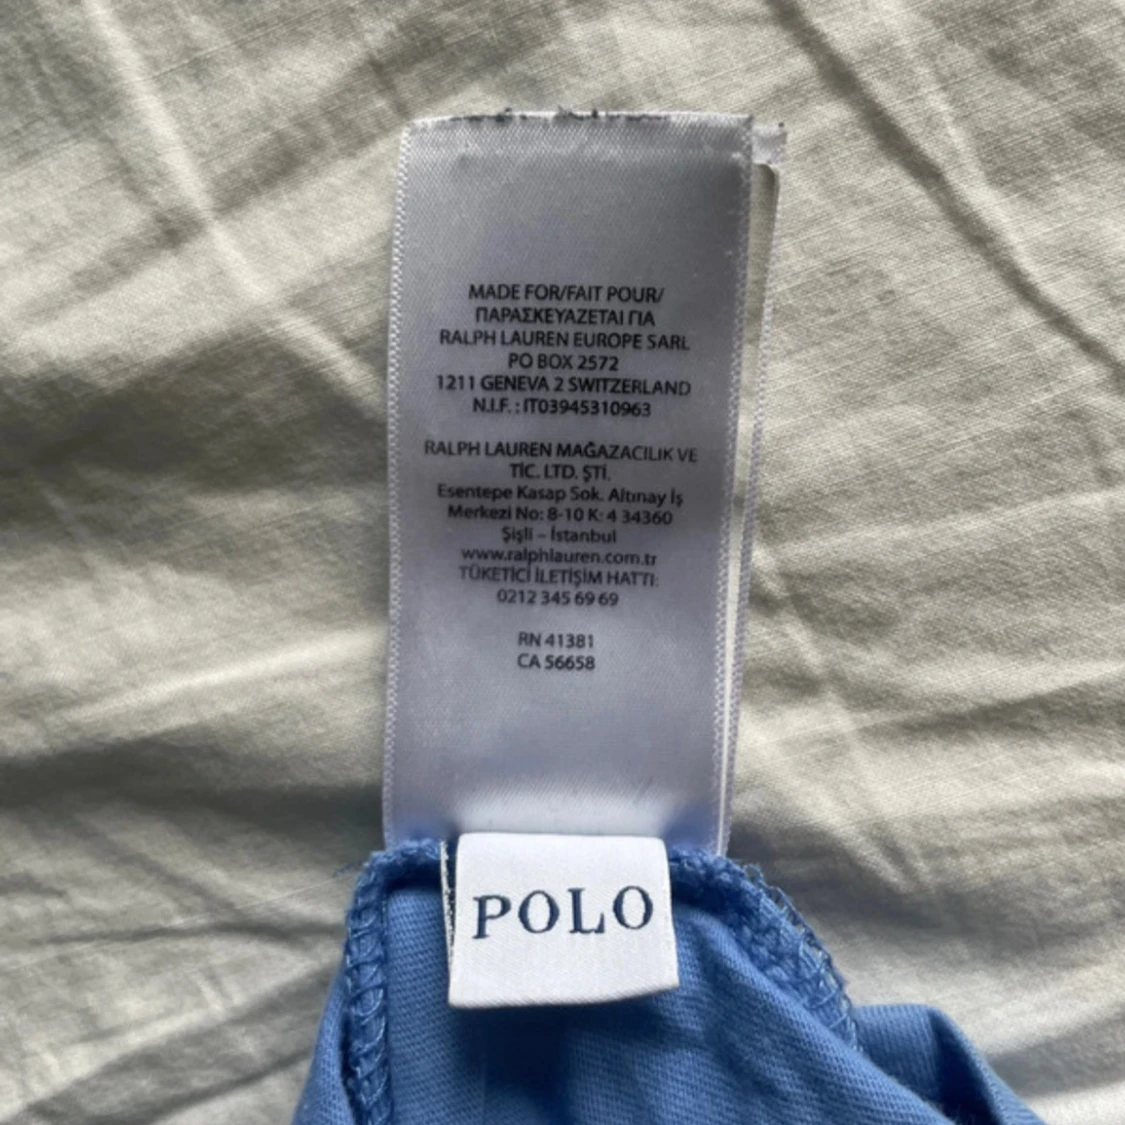 MADE FOR/FAIT POUR/
ΠΑΡΑΣΚΕΥΑΖΕΤΑΙ ΓΙΑ
RALPH LAUREN EUROPE SARL
PO BOX 2572
1211 GENEVA 2 SWITZERLAND
N.I.F. : IT03945310963
RALPH LAUREN MAĞAZACILIK VE
TİC. LTD. ŞTİ.
Esentepe Kasap Sok. Altınay İş
Merkezi No: 8-10 K: 4 34360
Şişli – İstanbul
www.ralphlauren.com.tr
TÜKETİCİ İLETİŞİM HATTI:
0212 345 69 69
RN 41381
CA 56658
POLO